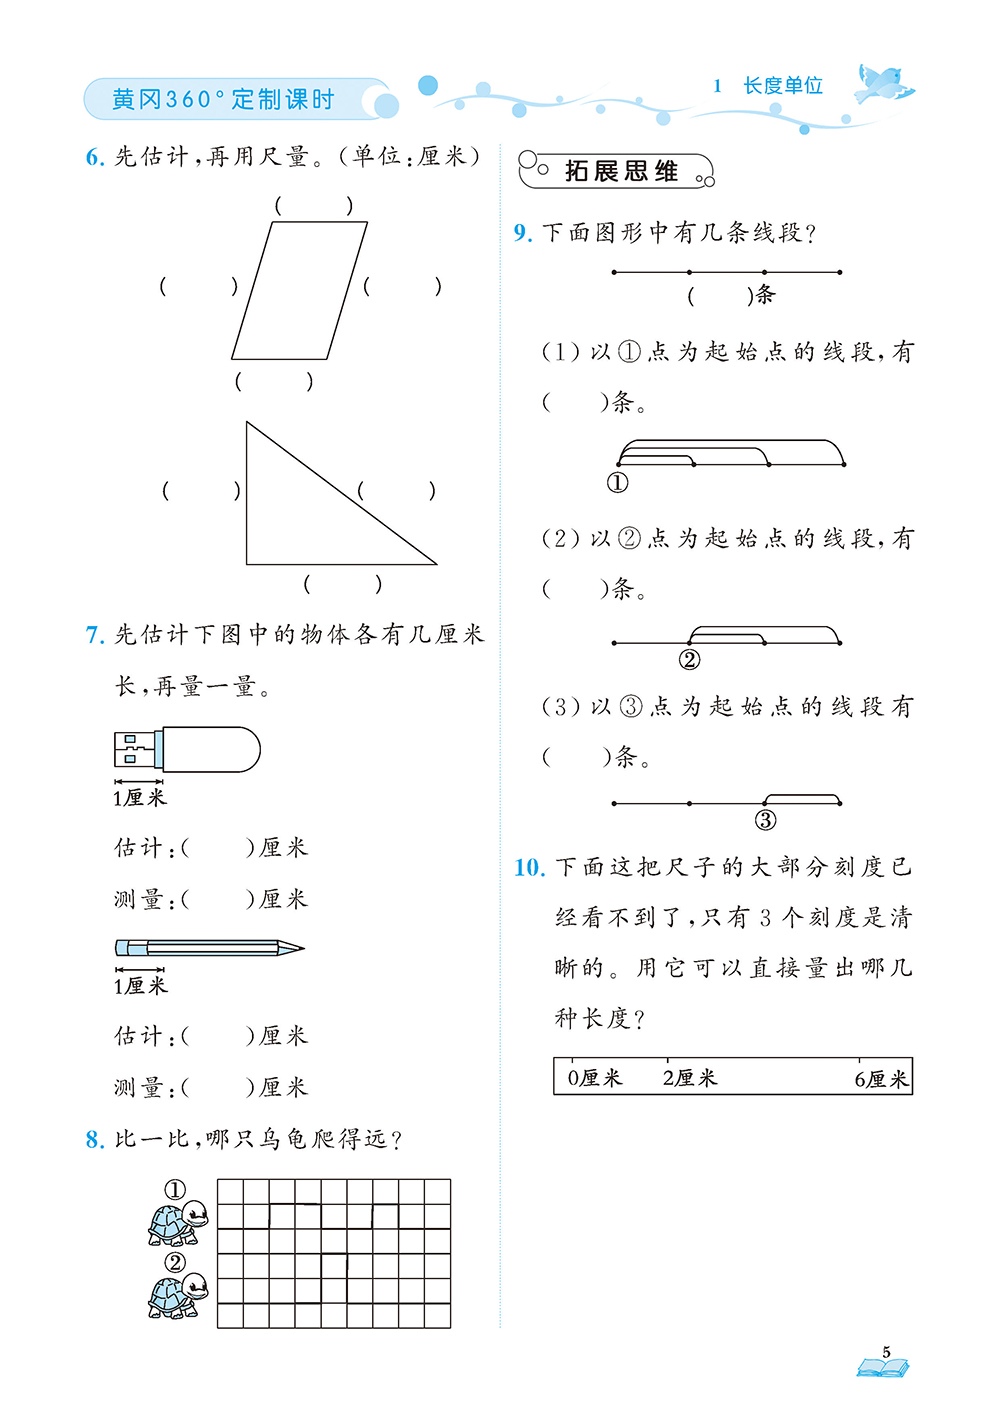 黄冈360°定制课时
1 长度单位
6. 先估计,再用尺量。(单位:厘米)
( )
( ) ( )
( )
( ) ( )
( )
7. 先估计下图中的物体各有几厘米
长,再量一量。
1厘米
估计:( )厘米
测量:( )厘米
1厘米
估计:( )厘米
测量:( )厘米
8. 比一比,哪只乌龟爬得远?
①
②
拓展思维
9. 下面图形中有几条线段?
( )条
(1)以①点为起始点的线段,有
( )条。
①
(2)以②点为起始点的线段,有
( )条。
②
(3)以③点为起始点的线段有
( )条。
③
10. 下面这把尺子的大部分刻度已
经看不到了,只有3个刻度是清
晰的。用它可以直接量出哪几
种长度?
0厘米 2厘米 6厘米
5